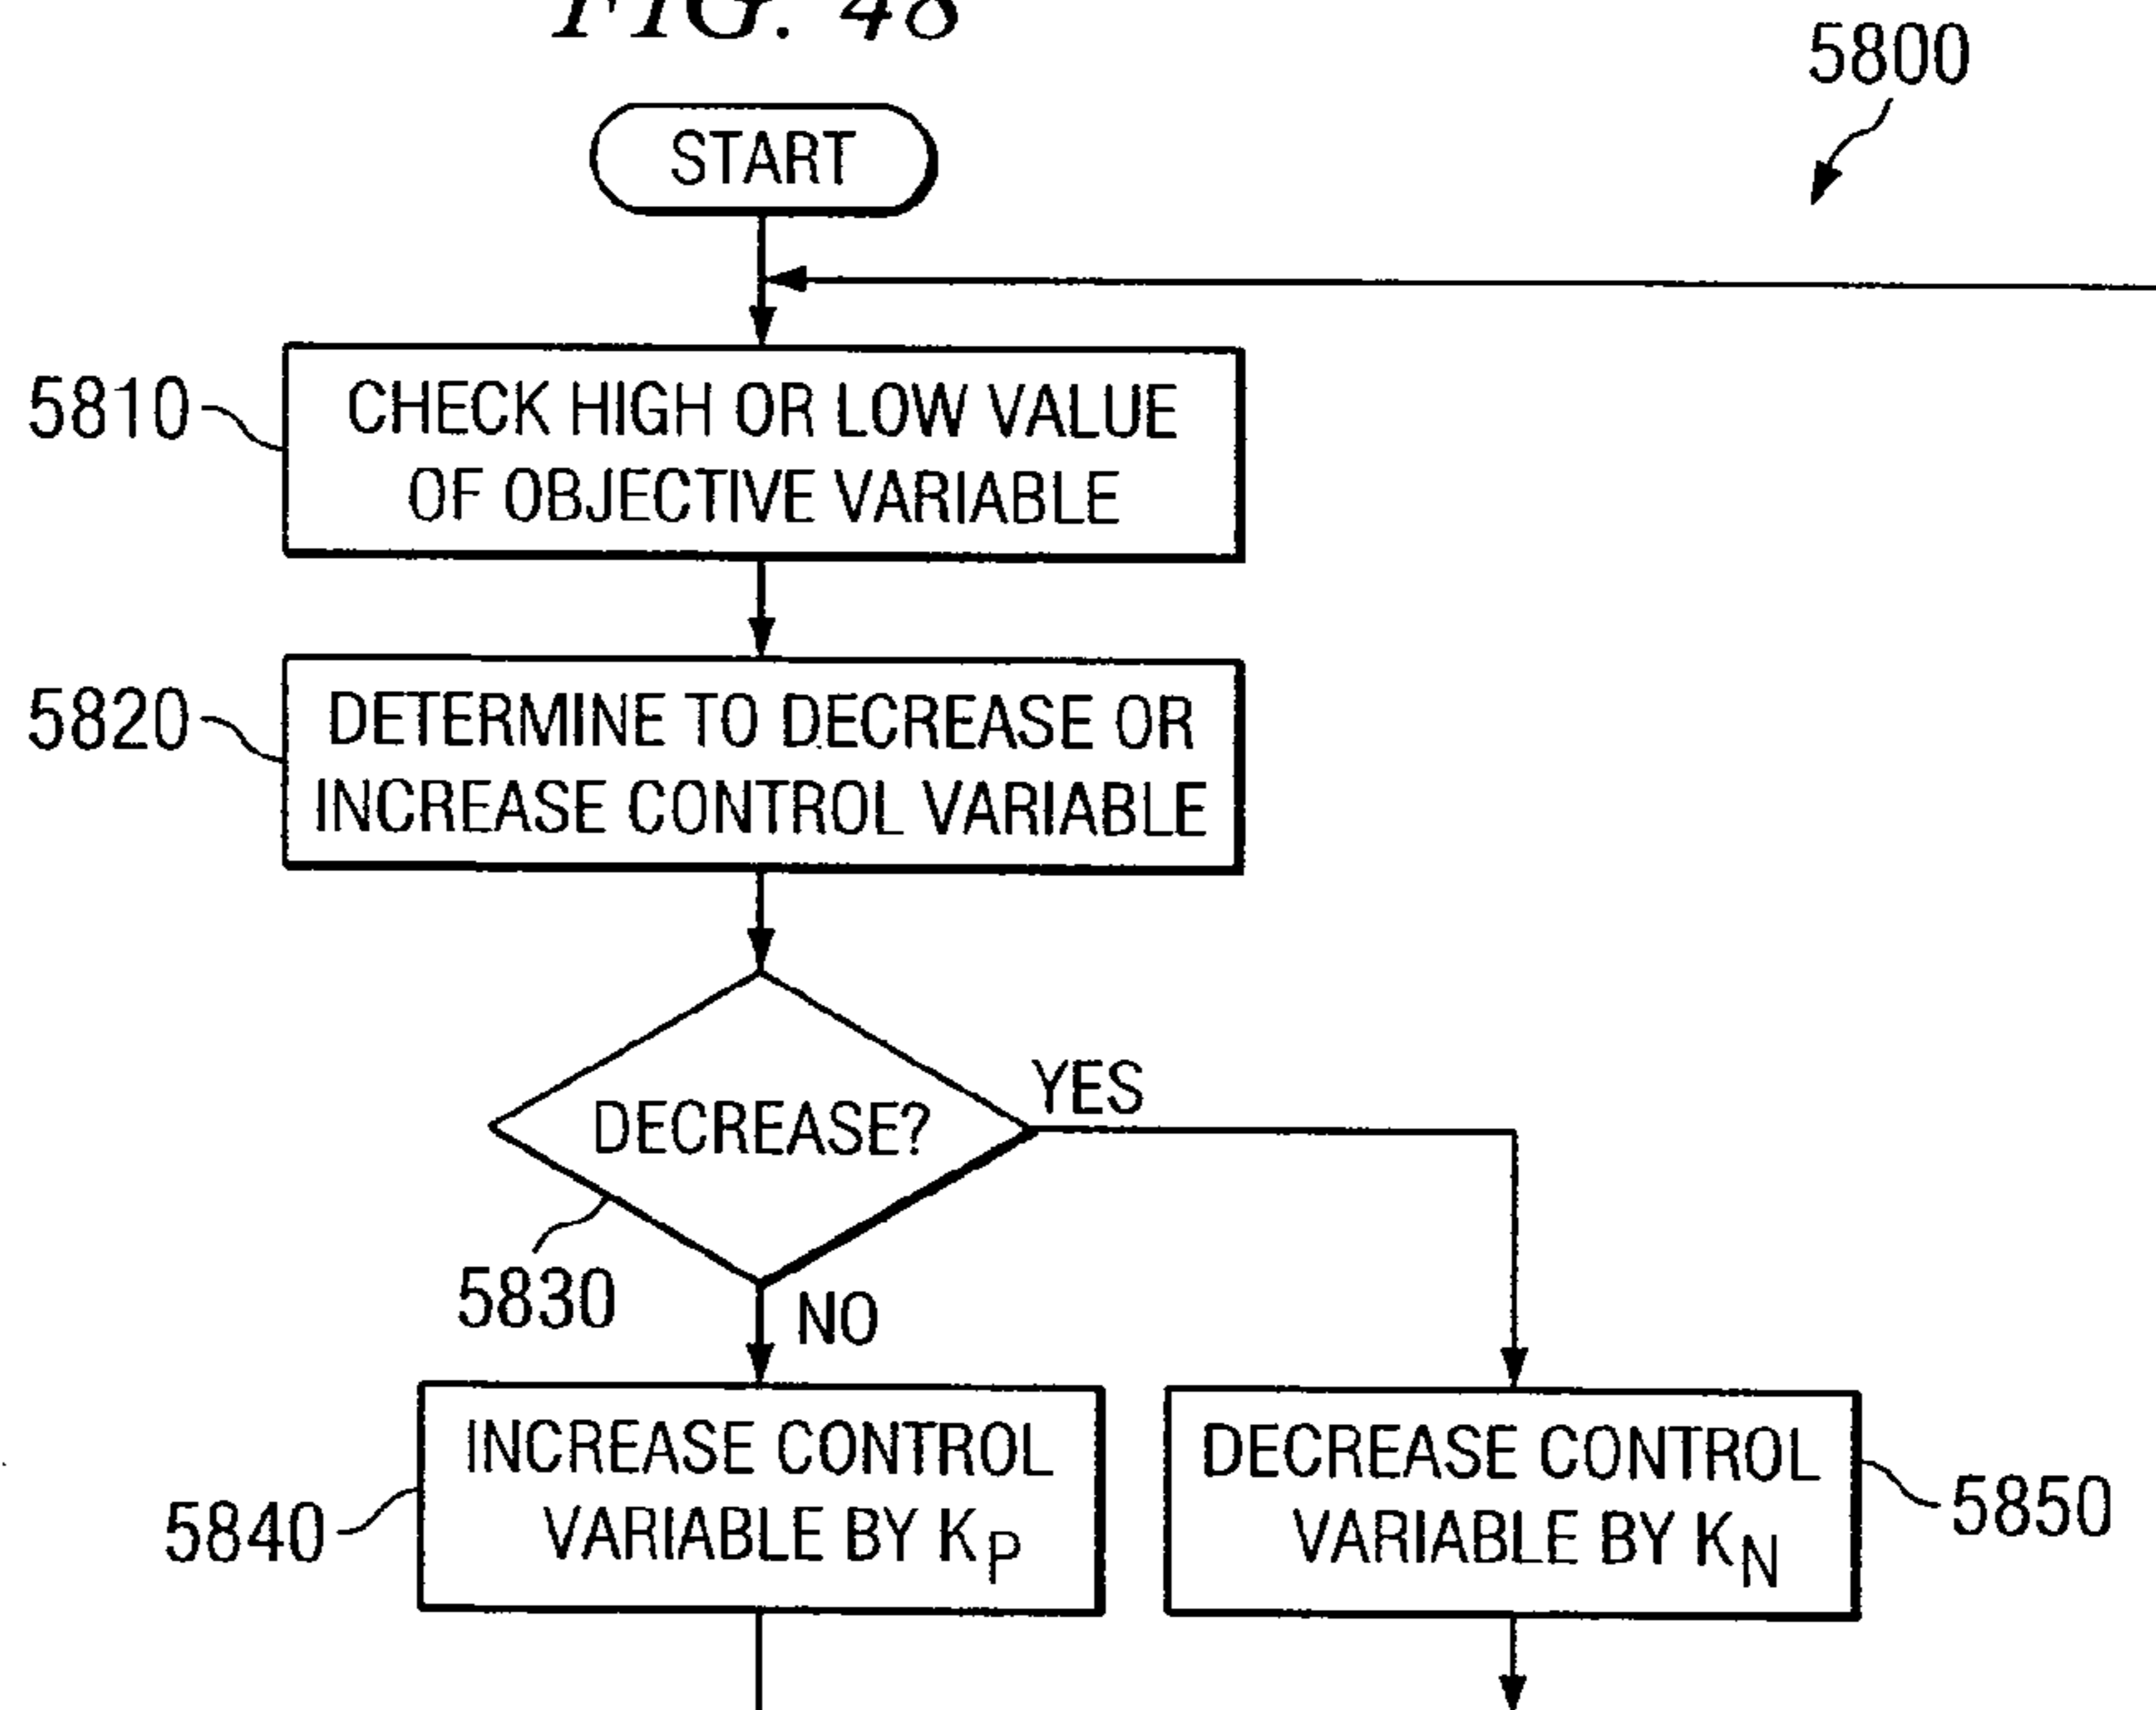 FIG. 48
5800
START
5810
CHECK HIGH OR LOW VALUE
OF OBJECTIVE VARIABLE
5820
DETERMINE TO DECREASE OR
INCREASE CONTROL VARIABLE
DECREASE?
YES
5830
NO
5840
INCREASE CONTROL
VARIABLE BY KP
DECREASE CONTROL
VARIABLE BY KN
5850